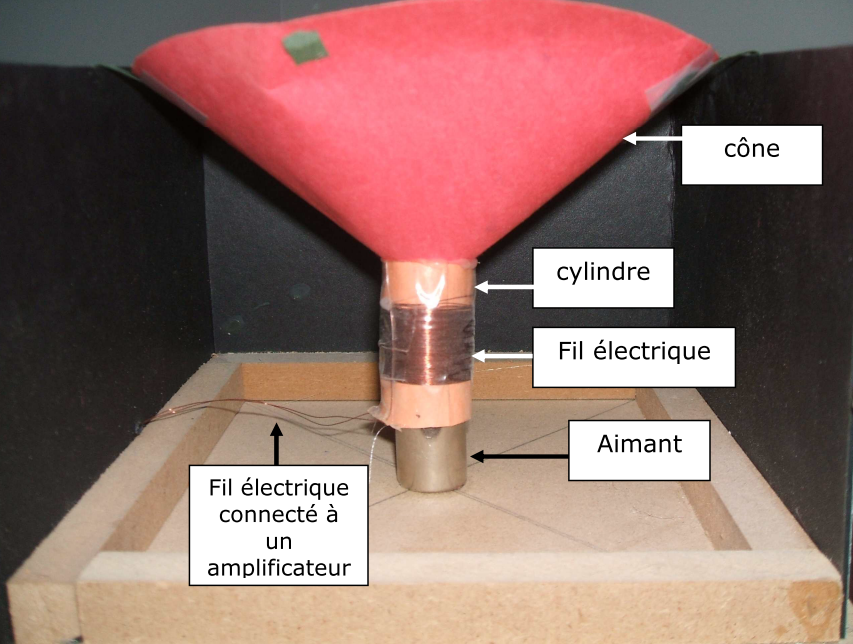 cône
cylindre
Fil électrique
Aimant
Fil électrique
connecté à
un
amplificateur